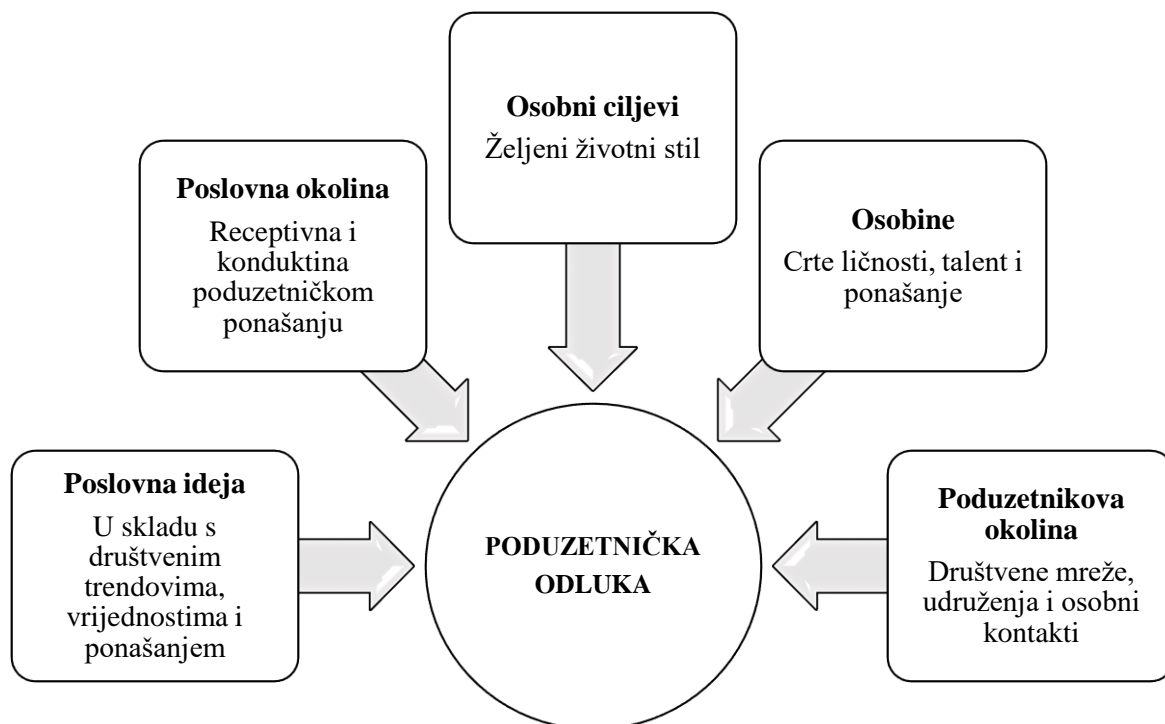 Osobni ciljevi
Željeni životni stil
Poslovna okolina
Receptivna i
konduktina
poduzetničkom
ponašanju
Osobine
Crte ličnosti, talent i
ponašanje
Poslovna ideja
U skladu s
društvenim
trendovima,
vrijednostima i
ponašanjem
PODUZETNIČKA
ODLUKA
Poduzetnikova
okolina
Društvene mreže,
udruženja i osobni
kontakti